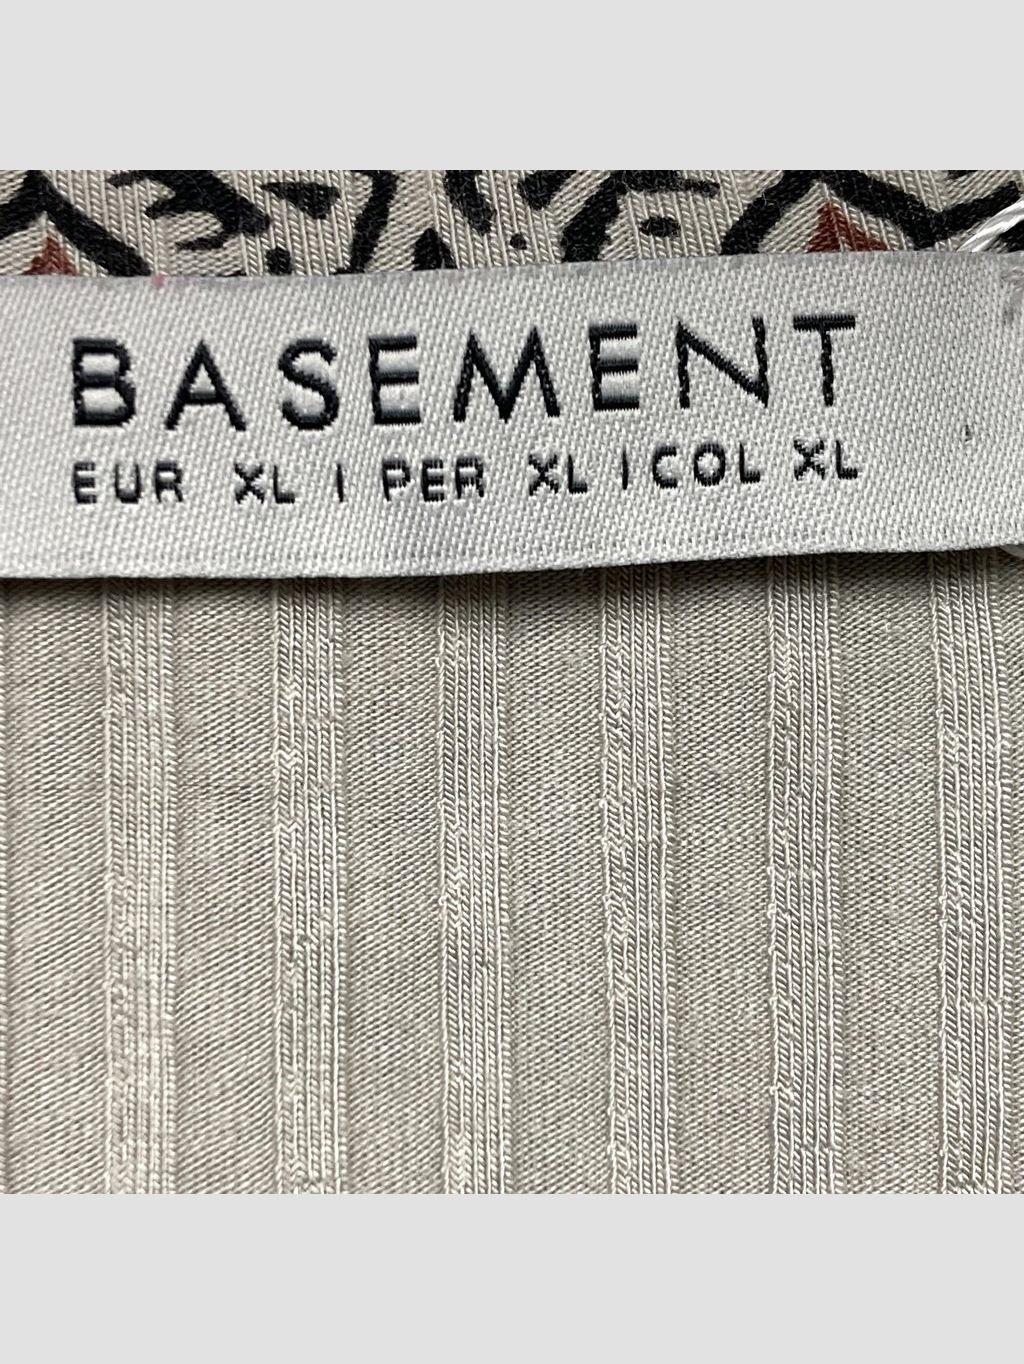 BASEMENT
EUR XL | PER XL | COL XL